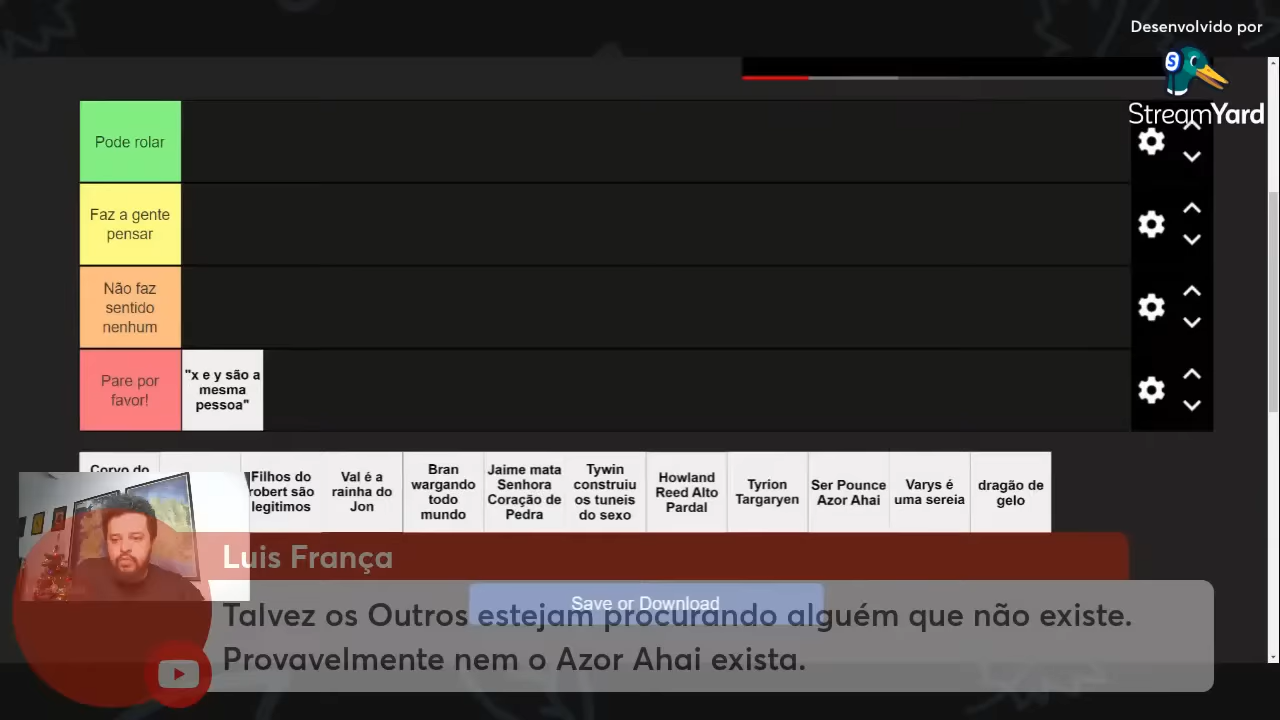 Desenvolvido por
StreamYard
Pode rolar
Faz a gente
pensar
Não faz
sentido
nenhum
Pare por
favor!
"x e y são a
mesma
pessoa"
Corvo do
Filhos do
robert são
legitimos
Val é a
rainha do
Jon
Bran
wargando
todo
mundo
Jaime mata
Senhora
Coração de
Pedra
Tywin
construiu
os tuneis
do sexo
Howland
Reed Alto
Pardal
Tyrion
Targaryen
Ser Pounce
Azor Ahai
Varys é
uma sereia
dragão de
gelo
Luis França
Save or Download
Talvez os Outros estejam procurando alguém que não existe.
Provavelmente nem o Azor Ahai exista.